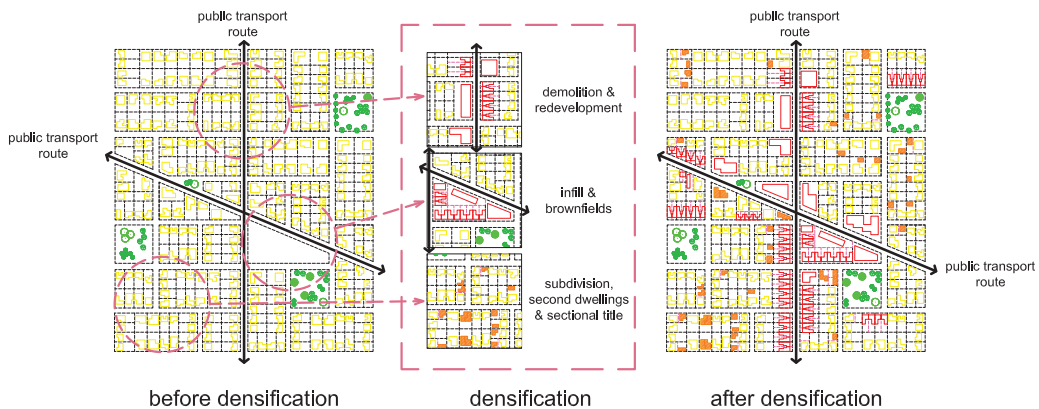 public transport
route
public transport
route
before densification
demolition &
redevelopment
infill &
brownfields
subdivision,
second dwellings
& sectional title
densification
public transport
route
public transport
route
after densification